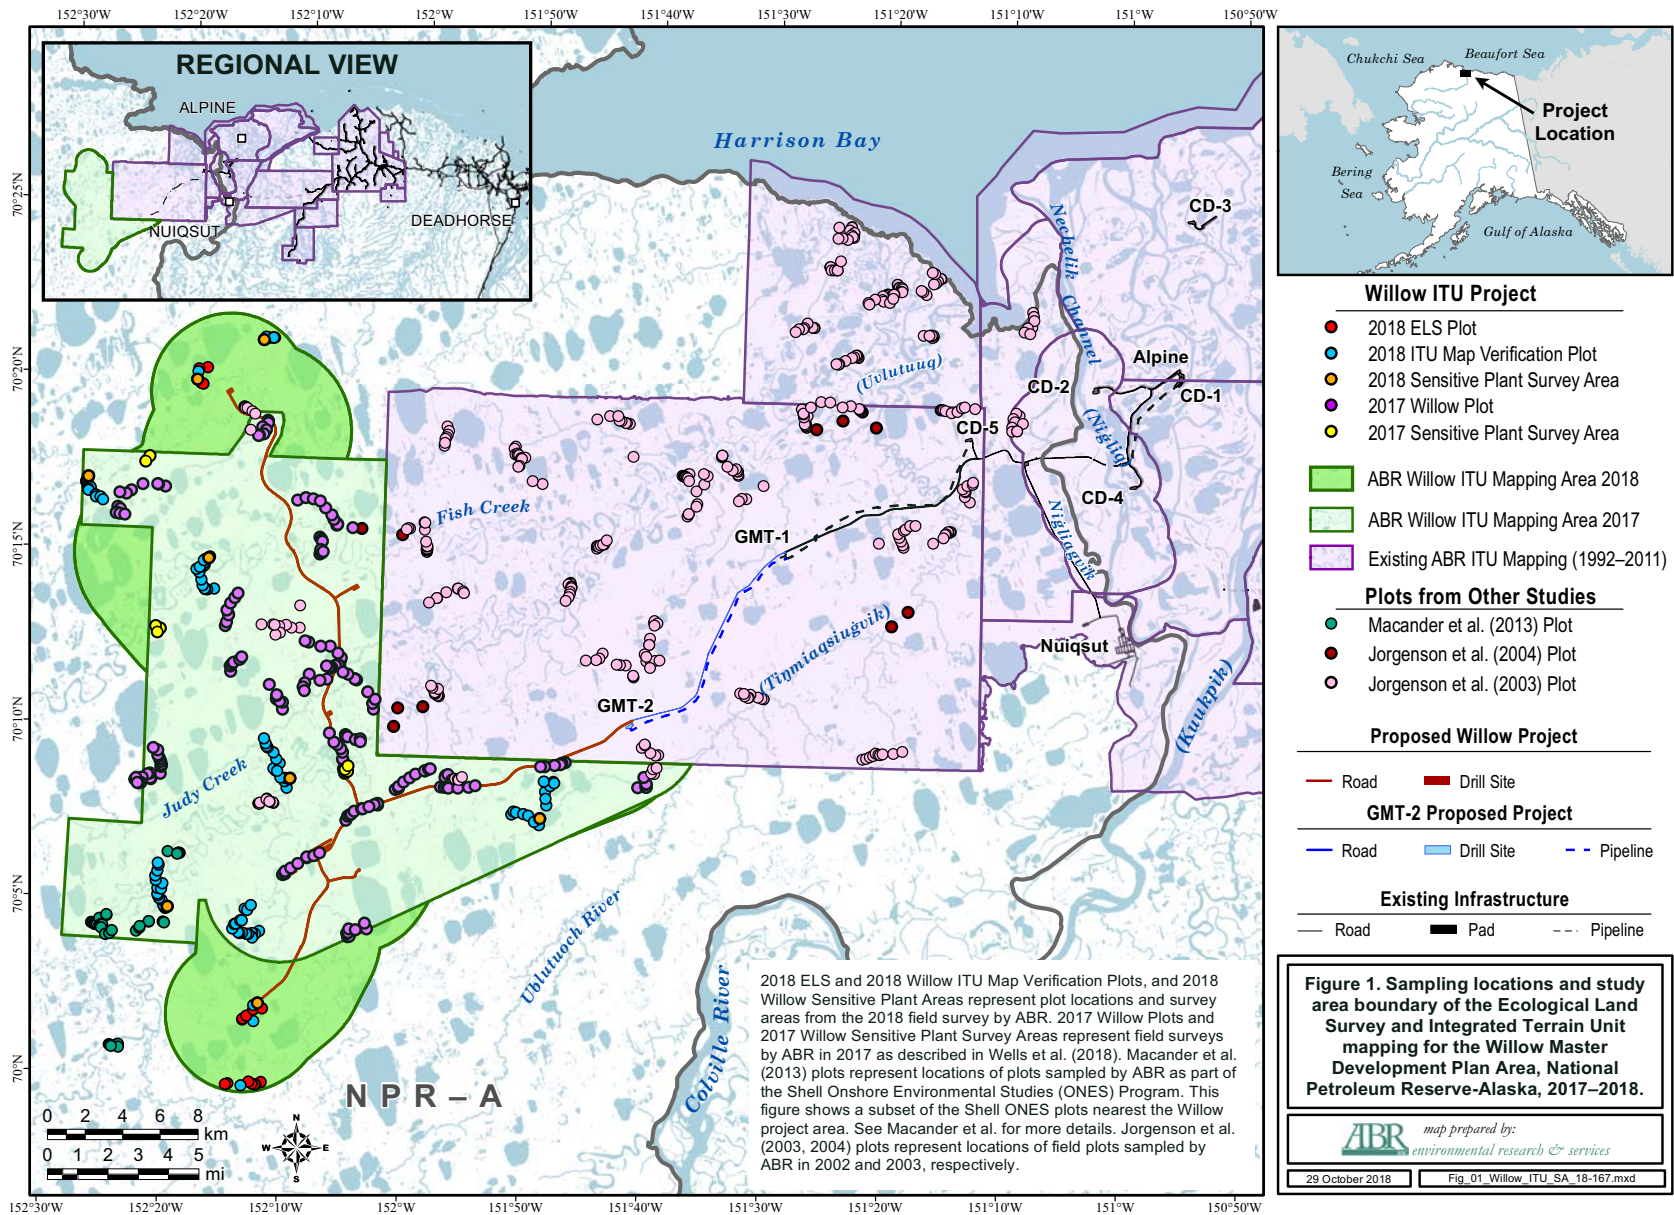 152°30'W 152°20'W 152°10'W 152°W 151°50'W 151°40'W 151°30'W 151°20'W 151°10'W 151°W 150°50'W
REGIONAL VIEW
ALPINE
NUIQSUT
DEADHORSE
Harrison Bay
Nechelik Channel
CD-3
(Uvlutuuq)
Alpine
CD-2
CD-1
(Nigliq)
CD-5
CD-4
Fish Creek
GMT-1
Nigliagvik
(Tiŋmiaqsiuġvik)
Nuiqsut
GMT-2
(Kuukpik)
Judy Creek
Ublutuoch River
Colville River
NPR–A
70°25'N
70°20'N
70°15'N
70°10'N
70°5'N
70°0'N
0 2 4 6 8
km
0 1 2 3 4 5
mi
N
W E
S
2018 ELS and 2018 Willow ITU Map Verification Plots, and 2018
Willow Sensitive Plant Areas represent plot locations and survey
areas from the 2018 field survey by ABR. 2017 Willow Plots and
2017 Willow Sensitive Plant Survey Areas represent field surveys
by ABR in 2017 as described in Wells et al. (2018). Macander et al.
(2013) plots represent locations of plots sampled by ABR as part of
the Shell Onshore Environmental Studies (ONES) Program. This
figure shows a subset of the Shell ONES plots nearest the Willow
project area. See Macander et al. for more details. Jorgenson et al.
(2003, 2004) plots represent locations of field plots sampled by
ABR in 2002 and 2003, respectively.
152°30'W 152°20'W 152°10'W 152°W 151°50'W 151°40'W 151°30'W 151°20'W 151°10'W 151°W 150°50'W
Chukchi Sea
Beaufort Sea
Project
Location
Bering
Sea
Gulf of Alaska
Willow ITU Project
2018 ELS Plot
2018 ITU Map Verification Plot
2018 Sensitive Plant Survey Area
2017 Willow Plot
2017 Sensitive Plant Survey Area
ABR Willow ITU Mapping Area 2018
ABR Willow ITU Mapping Area 2017
Existing ABR ITU Mapping (1992–2011)
Plots from Other Studies
Macander et al. (2013) Plot
Jorgenson et al. (2004) Plot
Jorgenson et al. (2003) Plot
Proposed Willow Project
Road Drill Site
GMT-2 Proposed Project
Road Drill Site Pipeline
Existing Infrastructure
Road Pad Pipeline
Figure 1. Sampling locations and study
area boundary of the Ecological Land
Survey and Integrated Terrain Unit
mapping for the Willow Master
Development Plan Area, National
Petroleum Reserve-Alaska, 2017–2018.
ABR
map prepared by:
environmental research & services
29 October 2018
Fig_01_Willow_ITU_SA_18-167.mxd